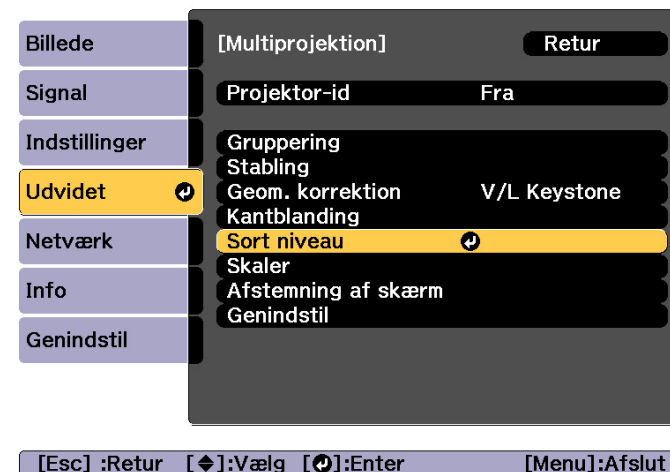 Billede
Signal
Indstillinger
Udvidet
Netværk
Info
Genindstil
[Multiprojektion] Retur
Projektor-id Fra
Gruppering
Stabling
Geom. korrektion V/L Keystone
Kantblanding
Sort niveau
Skaler
Afstemning af skærm
Genindstil
[Esc] :Retur [◆]:Vælg [↵]:Enter [Menu]:Afslut